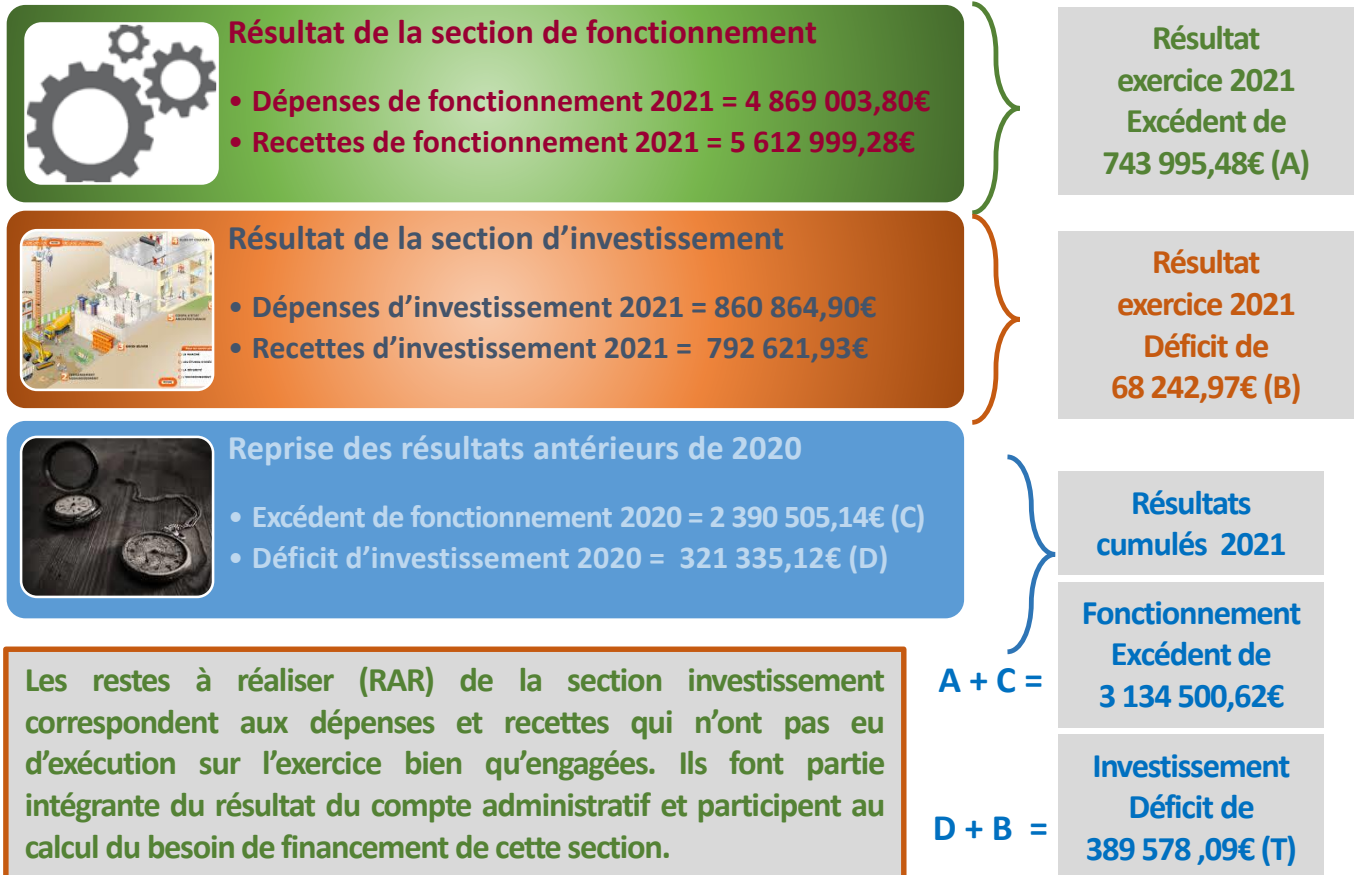 Résultat de la section de fonctionnement
• Dépenses de fonctionnement 2021 = 4 869 003,80€
• Recettes de fonctionnement 2021 = 5 612 999,28€
Résultat
exercice 2021
Excédent de
743 995,48€ (A)
Résultat de la section d’investissement
• Dépenses d’investissement 2021 = 860 864,90€
• Recettes d’investissement 2021 = 792 621,93€
Résultat
exercice 2021
Déficit de
68 242,97€ (B)
Reprise des résultats antérieurs de 2020
• Excédent de fonctionnement 2020 = 2 390 505,14€ (C)
• Déficit d’investissement 2020 = 321 335,12€ (D)
Résultats
cumulés 2021
A + C =
Fonctionnement
Excédent de
3 134 500,62€
D + B =
Investissement
Déficit de
389 578 ,09€ (T)
Les restes à réaliser (RAR) de la section investissement
correspondent aux dépenses et recettes qui n’ont pas eu
d’exécution sur l’exercice bien qu’engagées. Ils font partie
intégrante du résultat du compte administratif et participent au
calcul du besoin de financement de cette section.